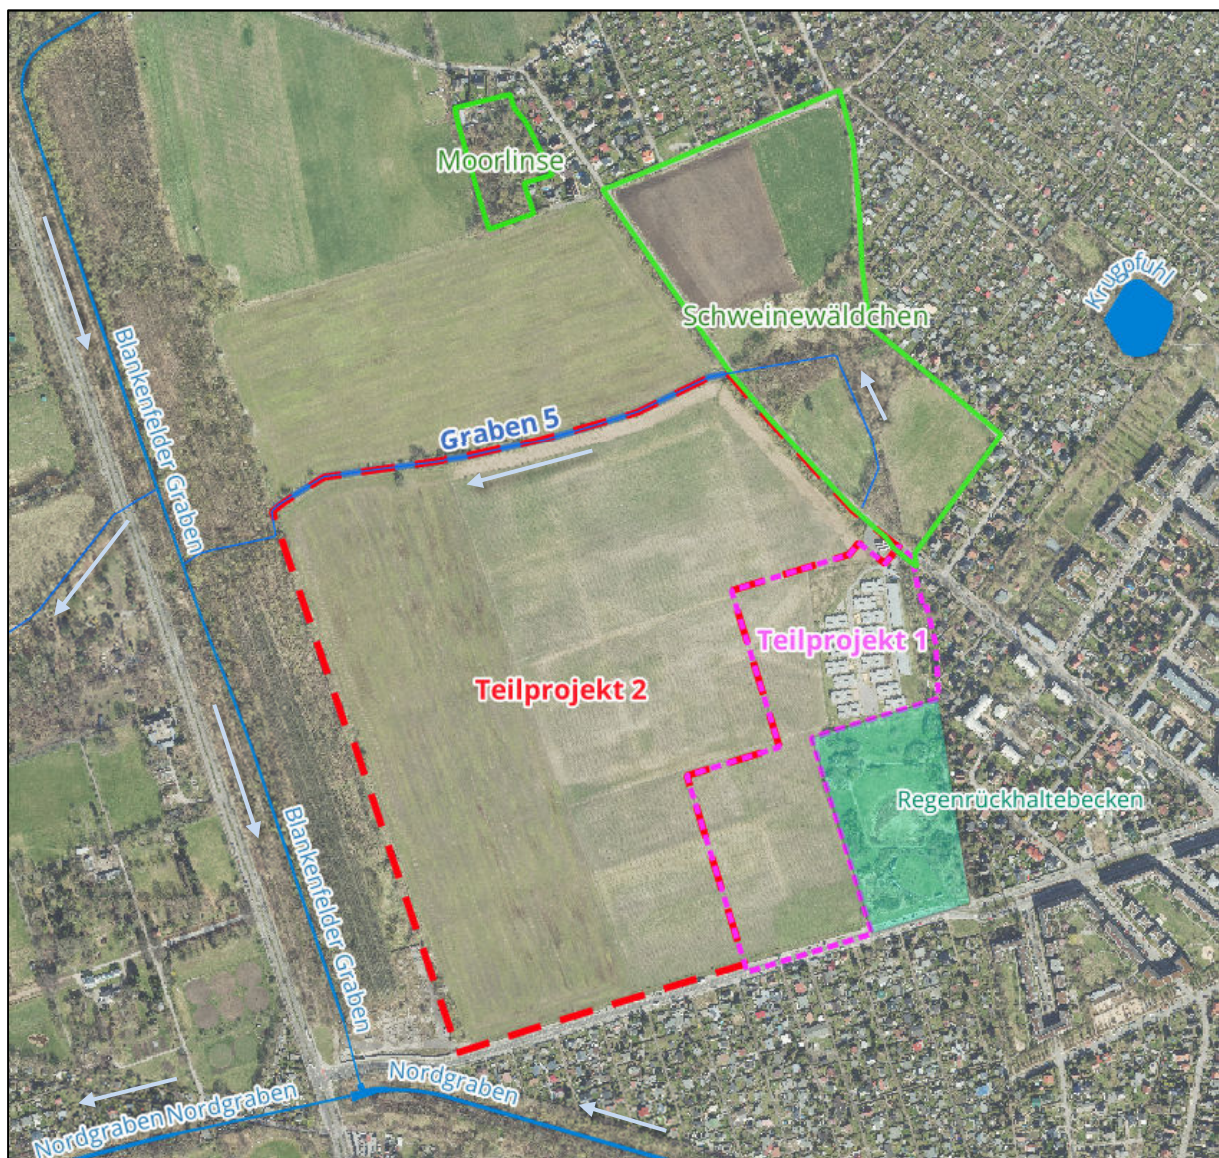 Moorlinse
Krugpfuhl
Schweinewäldchen
Blankenfelder Graben
Graben 5
Teilprojekt 1
Teilprojekt 2
Regenrückhaltebecken
Blankenfelder Graben
Nordgraben
Nordgraben Nordgraben